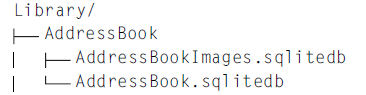 Library/
├── AddressBook
|   ├── AddressBookImages.sqlitedb
|   └── AddressBook.sqlitedb